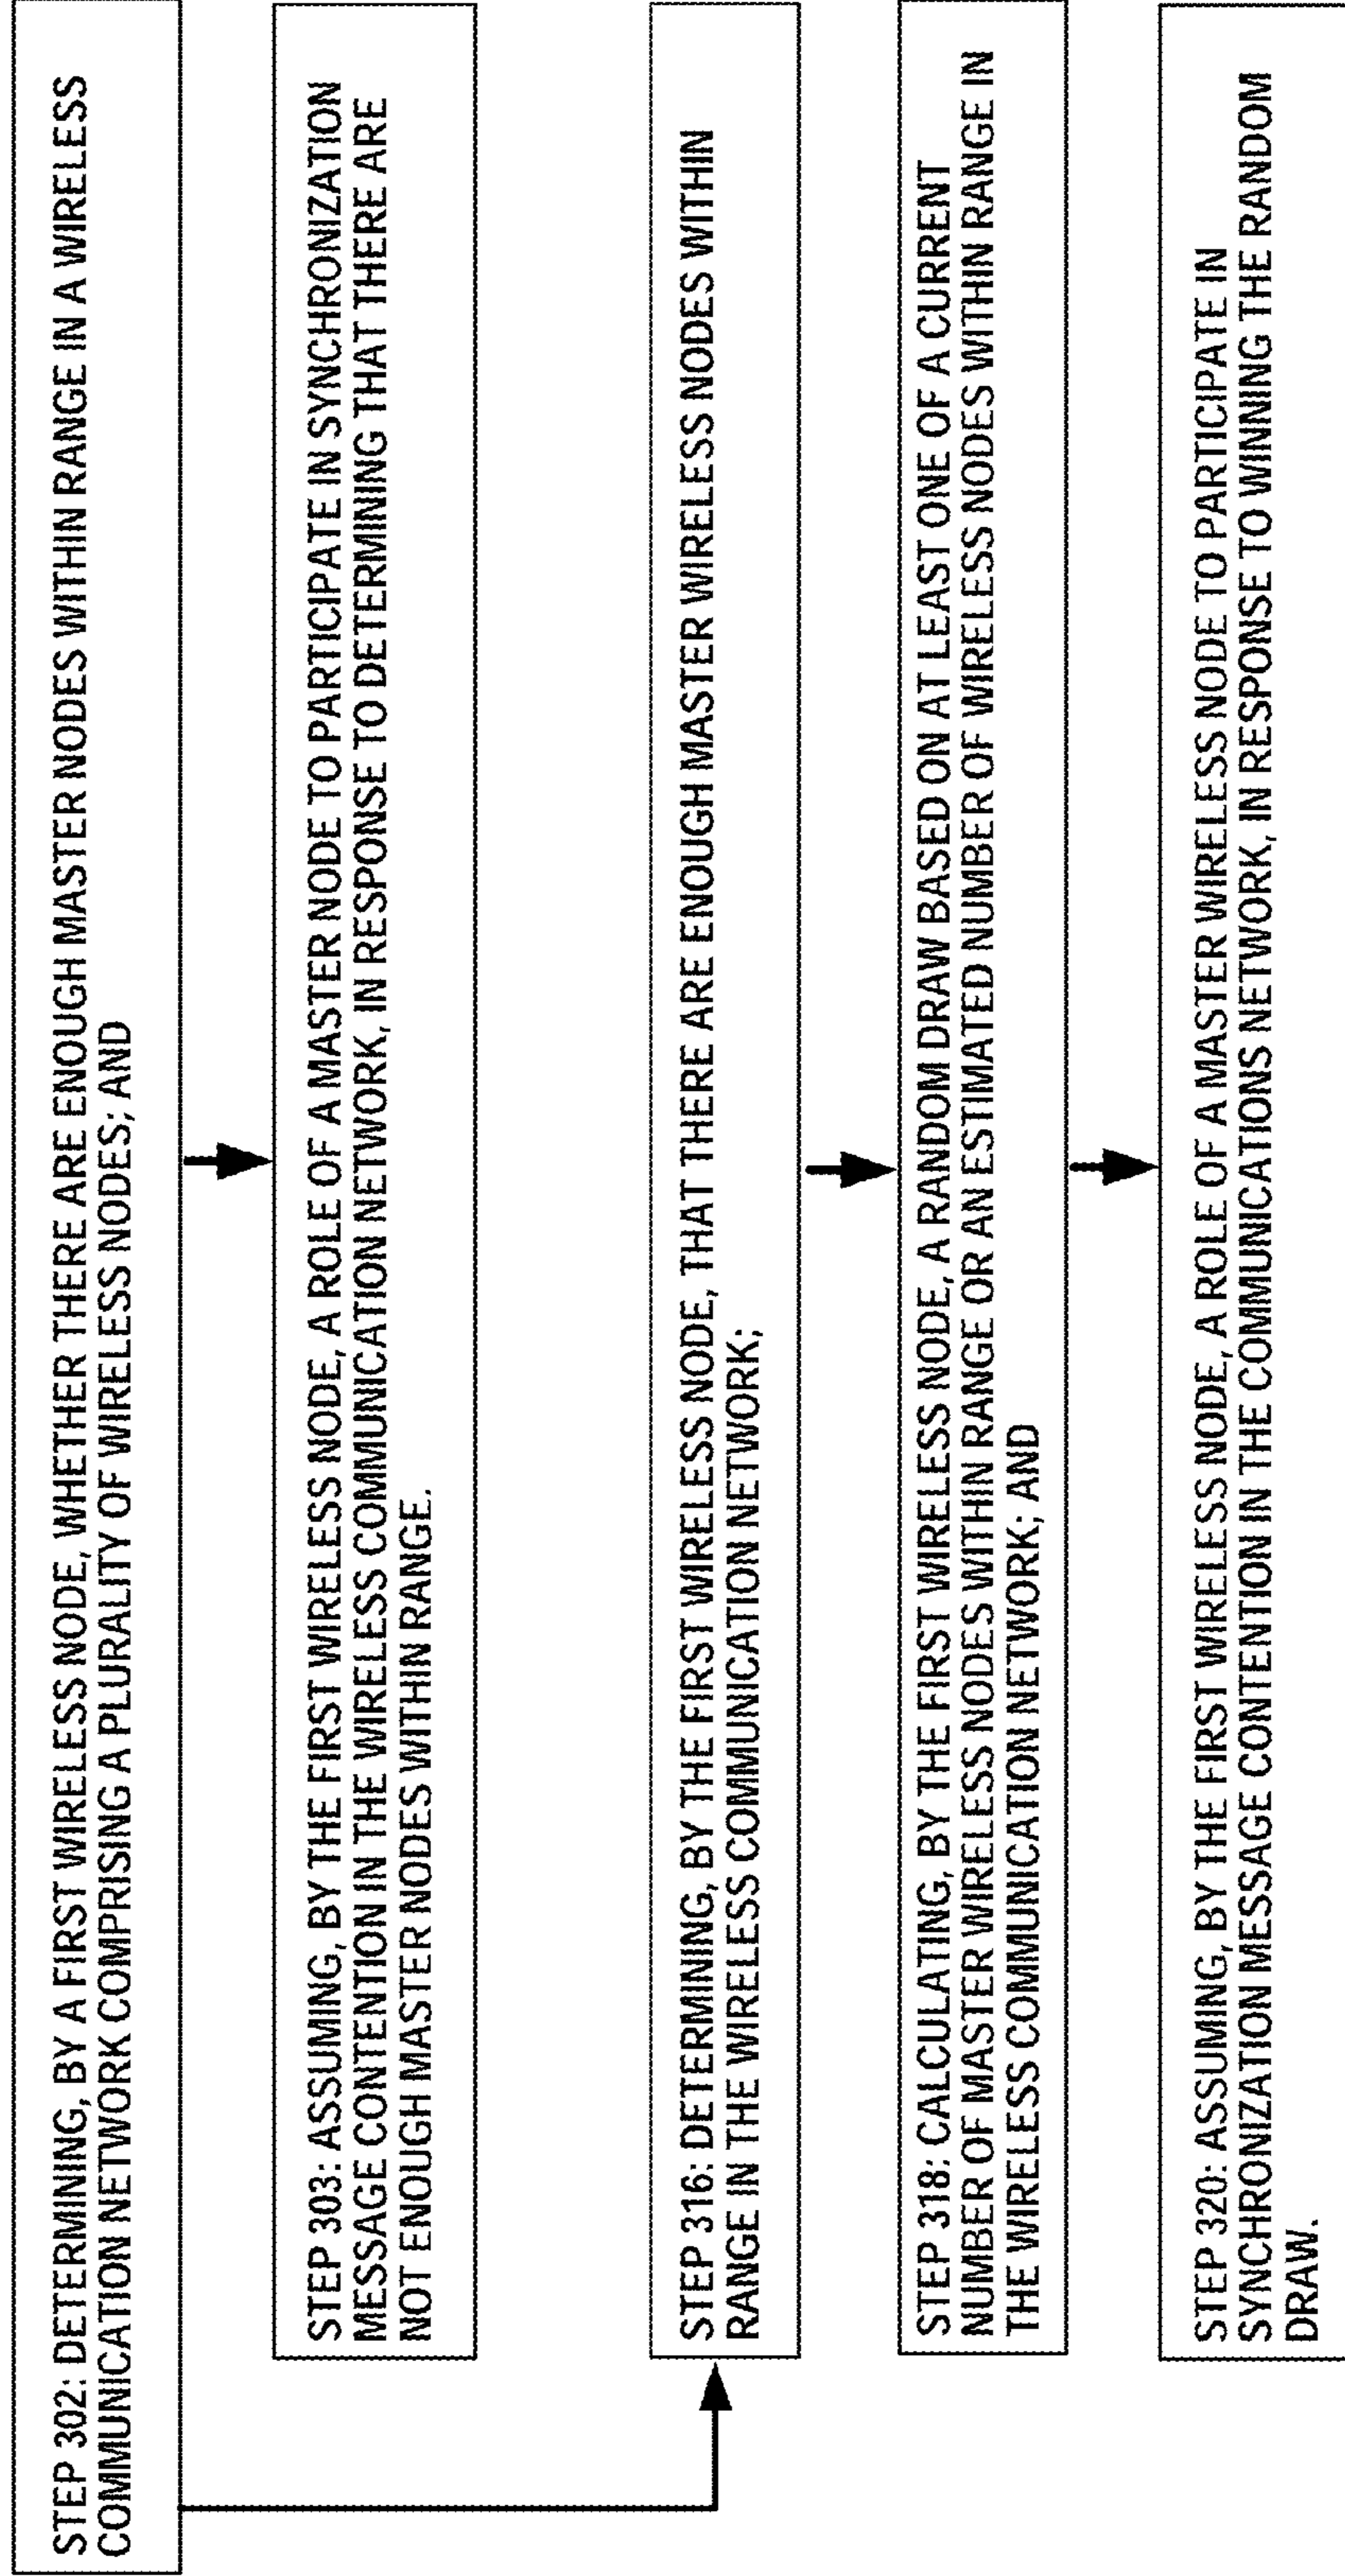 STEP 302: DETERMINING, BY A FIRST WIRELESS NODE, WHETHER THERE ARE ENOUGH MASTER NODES WITHIN RANGE IN A WIRELESS
COMMUNICATION NETWORK COMPRISING A PLURALITY OF WIRELESS NODES; AND
STEP 303: ASSUMING, BY THE FIRST WIRELESS NODE, A ROLE OF A MASTER NODE TO PARTICIPATE IN SYNCHRONIZATION
MESSAGE CONTENTION IN THE WIRELESS COMMUNICATION NETWORK, IN RESPONSE TO DETERMINING THAT THERE ARE
NOT ENOUGH MASTER NODES WITHIN RANGE.
STEP 316: DETERMINING, BY THE FIRST WIRELESS NODE, THAT THERE ARE ENOUGH MASTER WIRELESS NODES WITHIN
RANGE IN THE WIRELESS COMMUNICATION NETWORK;
STEP 318: CALCULATING, BY THE FIRST WIRELESS NODE, A RANDOM DRAW BASED ON AT LEAST ONE OF A CURRENT
NUMBER OF MASTER WIRELESS NODES WITHIN RANGE OR AN ESTIMATED NUMBER OF WIRELESS NODES WITHIN RANGE IN
THE WIRELESS COMMUNICATION NETWORK; AND
STEP 320: ASSUMING, BY THE FIRST WIRELESS NODE, A ROLE OF A MASTER WIRELESS NODE TO PARTICIPATE IN
SYNCHRONIZATION MESSAGE CONTENTION IN THE COMMUNICATIONS NETWORK, IN RESPONSE TO WINNING THE RANDOM
DRAW.